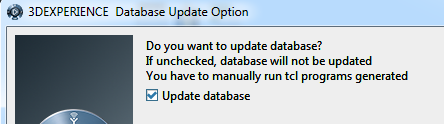 3DEXPERIENCE Database Update Option
Do you want to update database?
If unchecked, database will not be updated
You have to manually run tcl programs generated
Update database